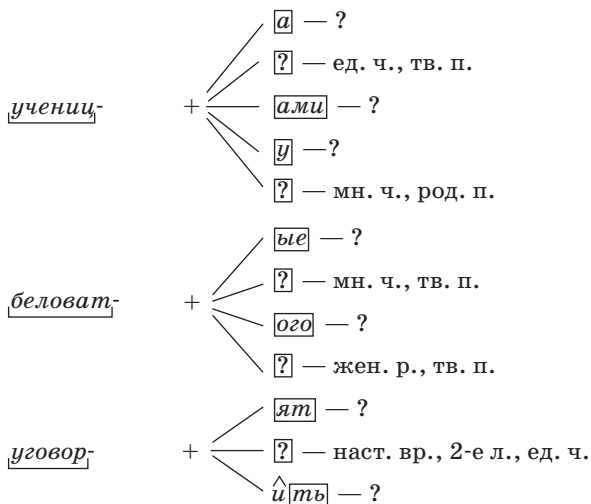 а — ?
? — ед. ч., тв. п.
учениц- + ами — ?
у —?
? — мн. ч., род. п.
ые — ?
? — мн. ч., тв. п.
беловат- +
ого — ?
? — жен. р., тв. п.
ят — ?
уговор- + ? — наст. вр., 2-е л., ед. ч.
ить — ?